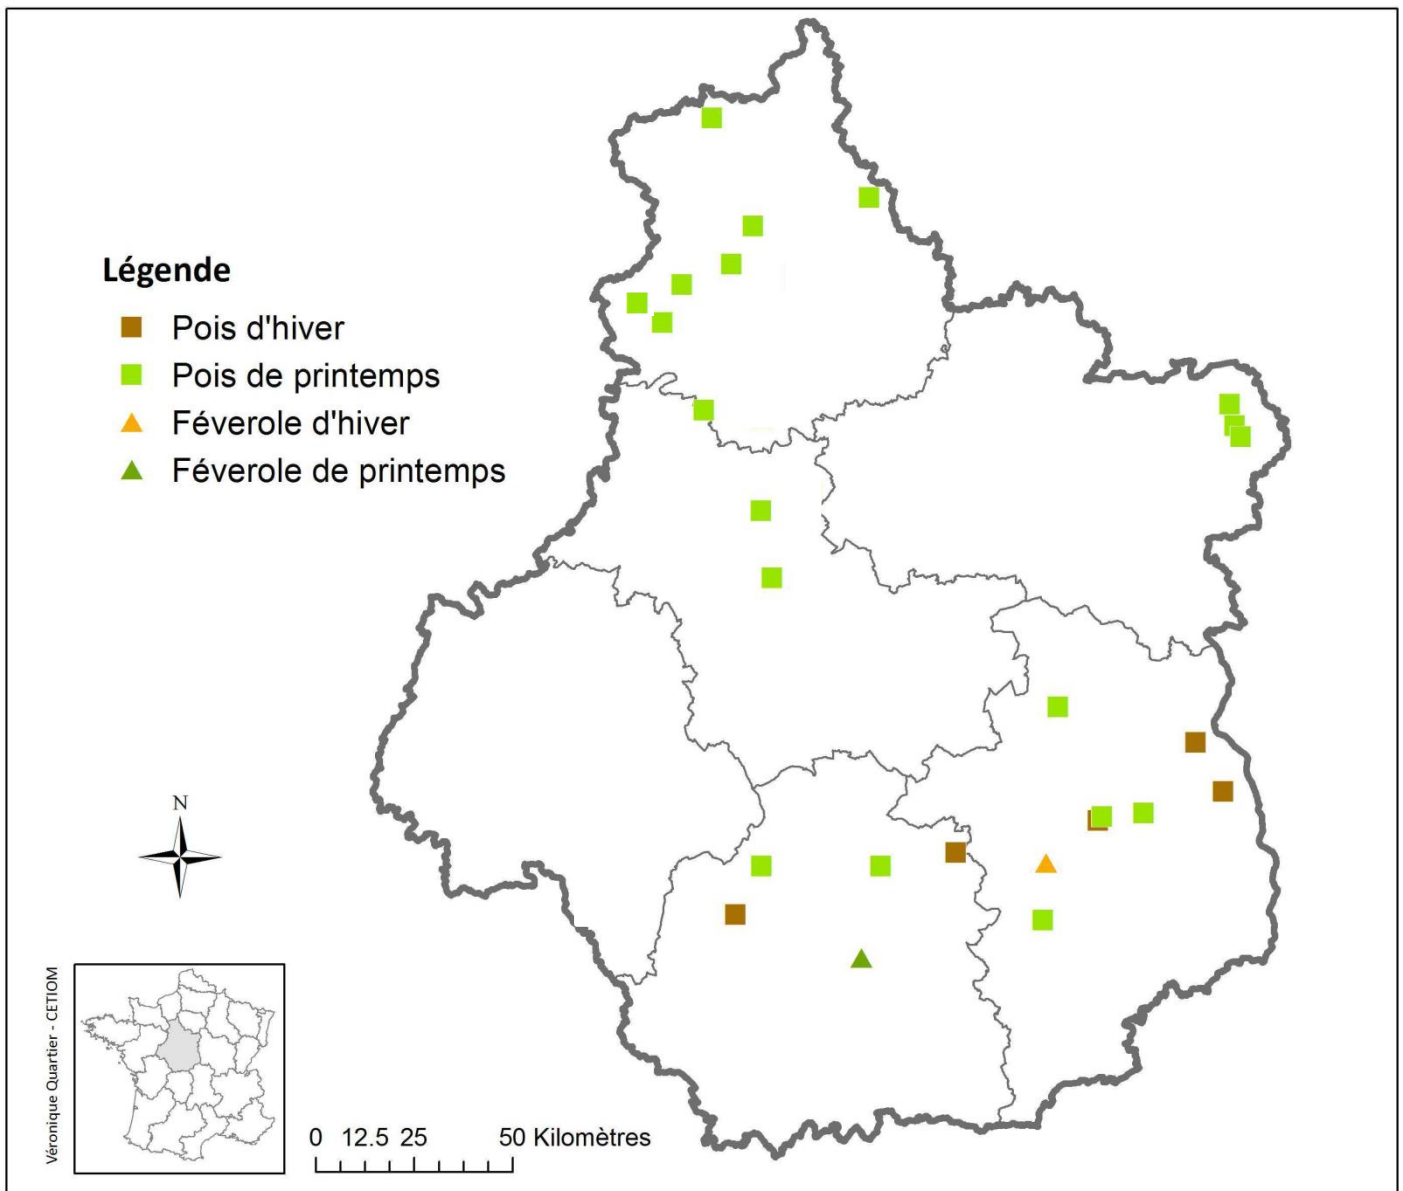 Légende
Pois d'hiver
Pois de printemps
Féverole d'hiver
Féverole de printemps
N
Véronique Quartier - CETIOM
0 12.5 25 50 Kilomètres